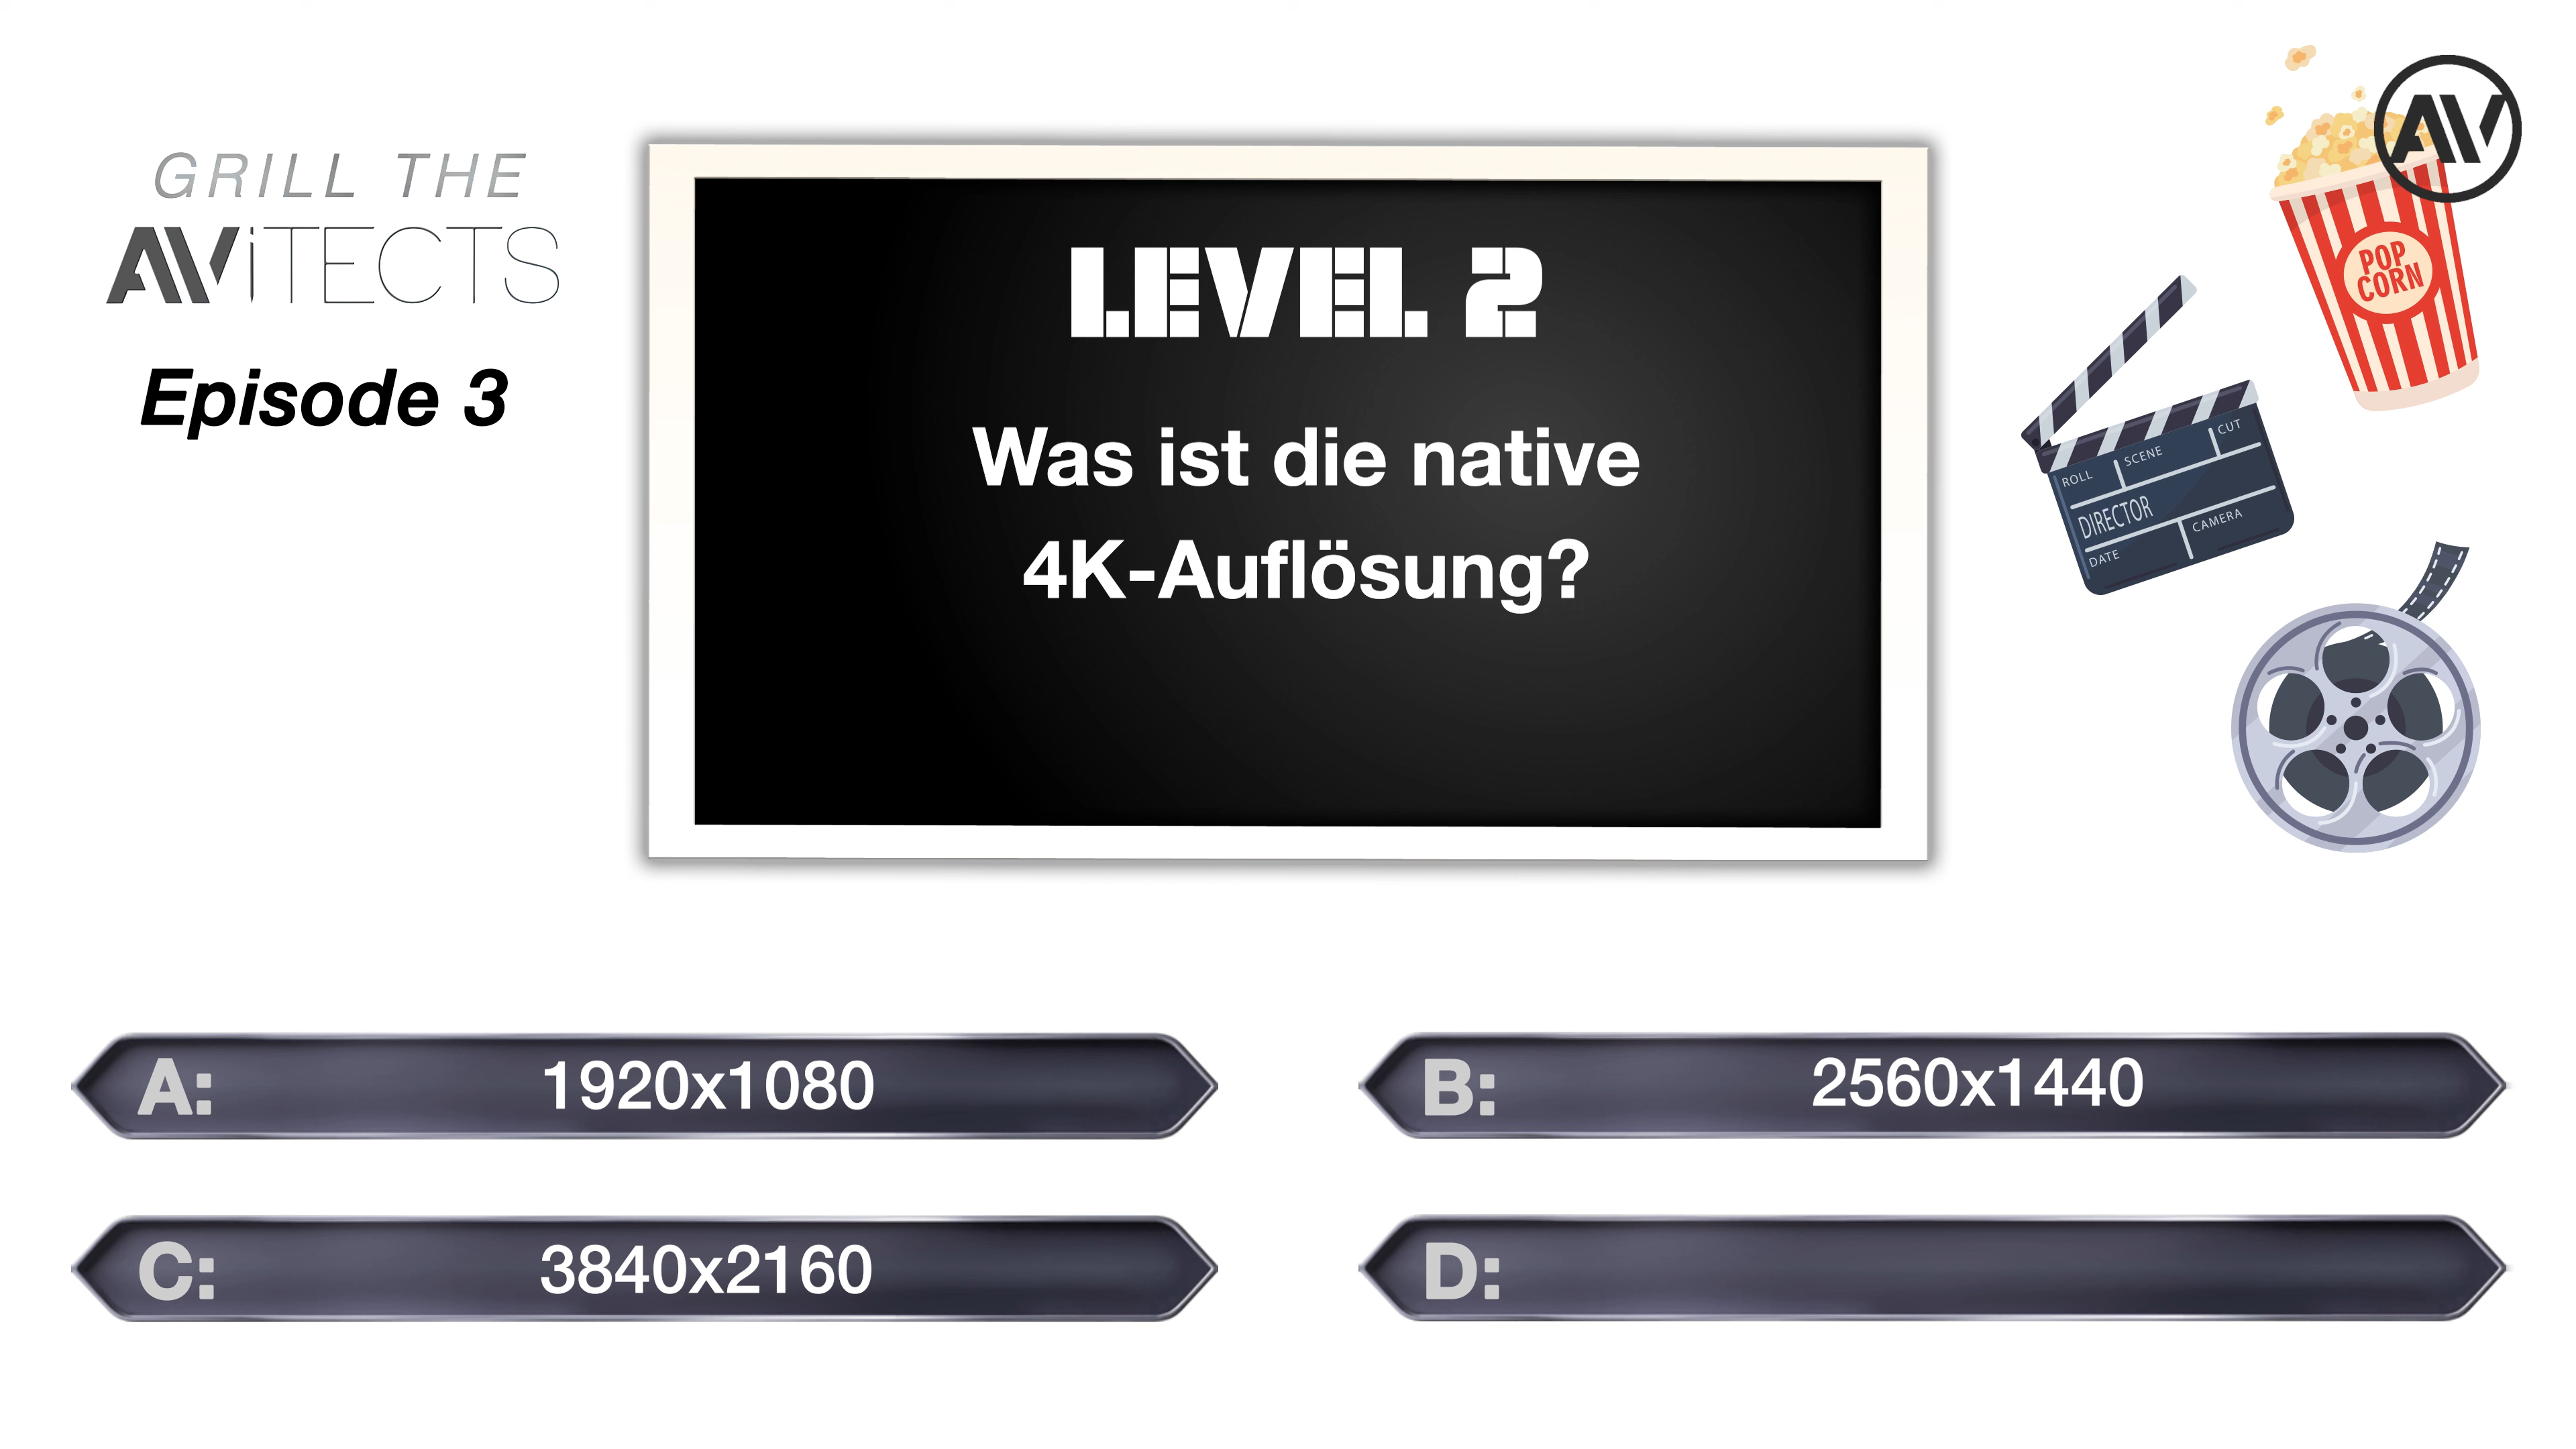 GRILL THE
AViTECTS
Episode 3
LEVEL 2
Was ist die native
4K-Auflösung?
AV
POP
CORN
ROLL
SCENE
CUT
DIRECTOR
CAMERA
DATE
A: 1920x1080
B: 2560x1440
C: 3840x2160
D: